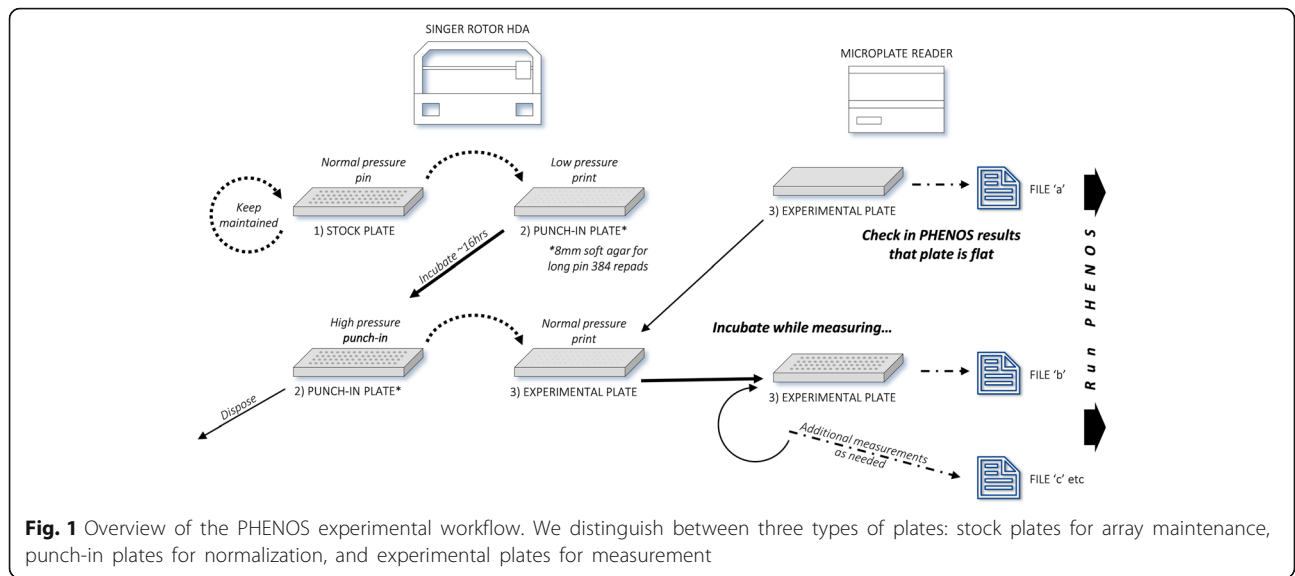 SINGER ROTOR HDA
MICROPLATE READER
Normal pressure
pin
Low pressure
print
Keep
maintained
1) STOCK PLATE
2) PUNCH-IN PLATE*
*8mm soft agar for
long pin 384 repads
3) EXPERIMENTAL PLATE
FILE 'a'
Check in PHENOS results
that plate is flat
Incubate ~16hrs
High pressure
punch-in
Normal pressure
print
Incubate while measuring…
2) PUNCH-IN PLATE*
3) EXPERIMENTAL PLATE
3) EXPERIMENTAL PLATE
FILE 'b'
Dispose
Additional measurements
as needed
FILE 'c' etc
Run PHENOS
Fig. 1 Overview of the PHENOS experimental workflow. We distinguish between three types of plates: stock plates for array maintenance,
punch-in plates for normalization, and experimental plates for measurement